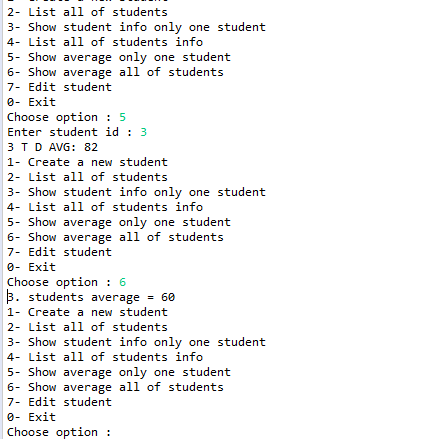 2- List all of students
3- Show student info only one student
4- List all of students info
5- Show average only one student
6- Show average all of students
7- Edit student
0- Exit
Choose option : 5
Enter student id : 3
3 T D AVG: 82
1- Create a new student
2- List all of students
3- Show student info only one student
4- List all of students info
5- Show average only one student
6- Show average all of students
7- Edit student
0- Exit
Choose option : 6
3. students average = 60
1- Create a new student
2- List all of students
3- Show student info only one student
4- List all of students info
5- Show average only one student
6- Show average all of students
7- Edit student
0- Exit
Choose option :